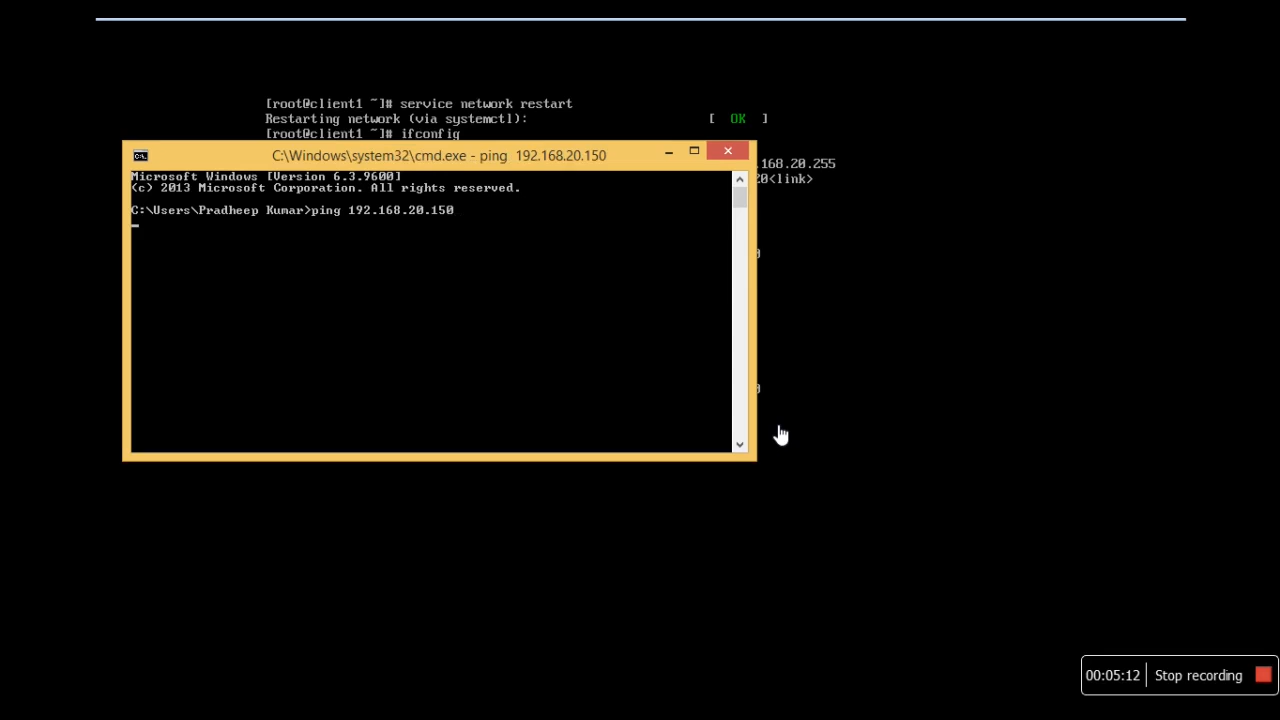 [root@client1 ~]# service network restart
Restarting network (via systemctl): [ OK ]
[root@client1 ~]# ifconfig
C:\Windows\system32\cmd.exe - ping 192.168.20.150
.168.20.255
20<link>
Microsoft Windows [Version 6.3.9600]
(c) 2013 Microsoft Corporation. All rights reserved.
C:\Users\Pradheep Kumar>ping 192.168.20.150
00:05:12 Stop recording